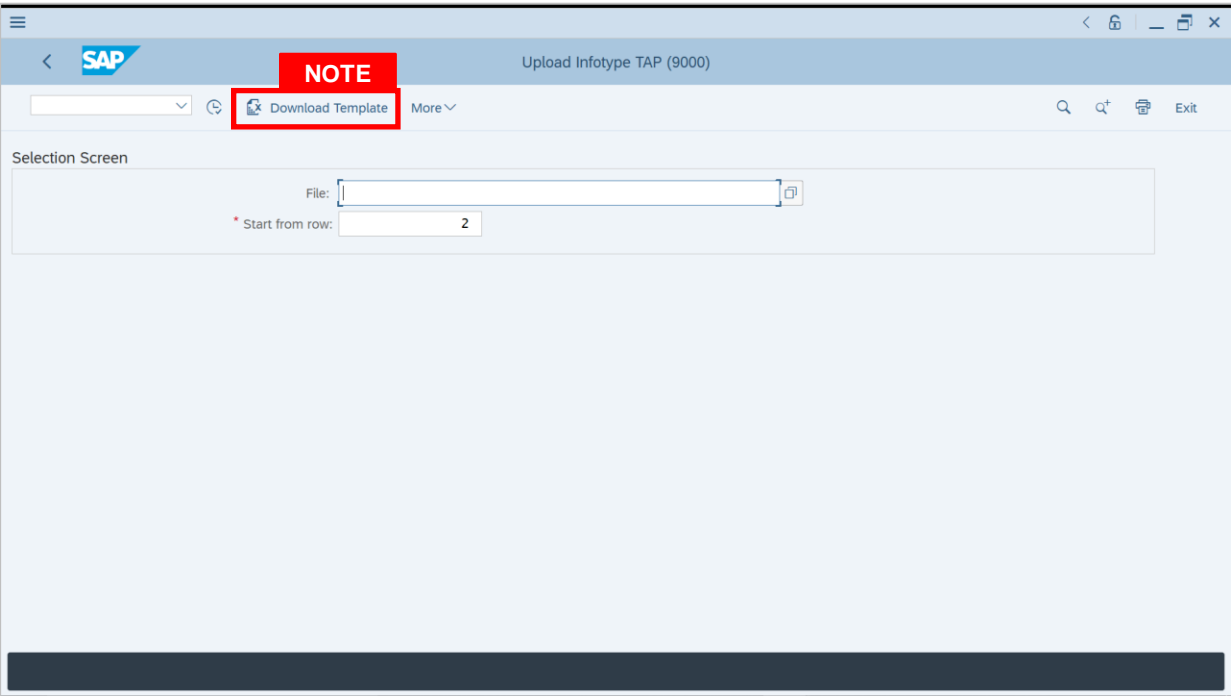 SAP
Upload Infotype TAP (9000)
NOTE
Download Template
More
Exit
Selection Screen
File:
* Start from row:
2